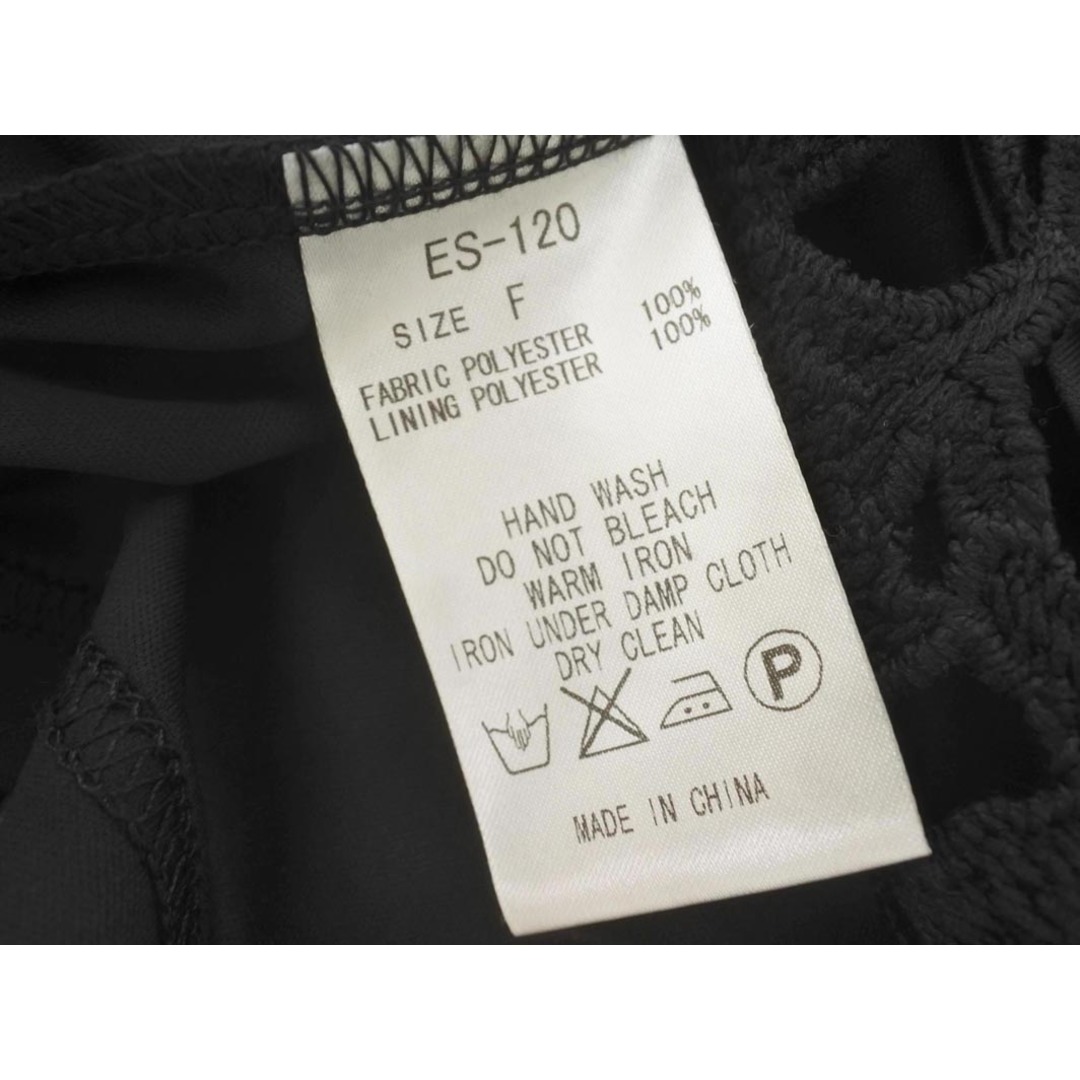 ES-120
SIZE F
FABRIC POLYESTER 100%
LINING POLYESTER 100%
HAND WASH
DO NOT BLEACH
WARM IRON
IRON UNDER DAMP CLOTH
DRY CLEAN
P
MADE IN CHINA